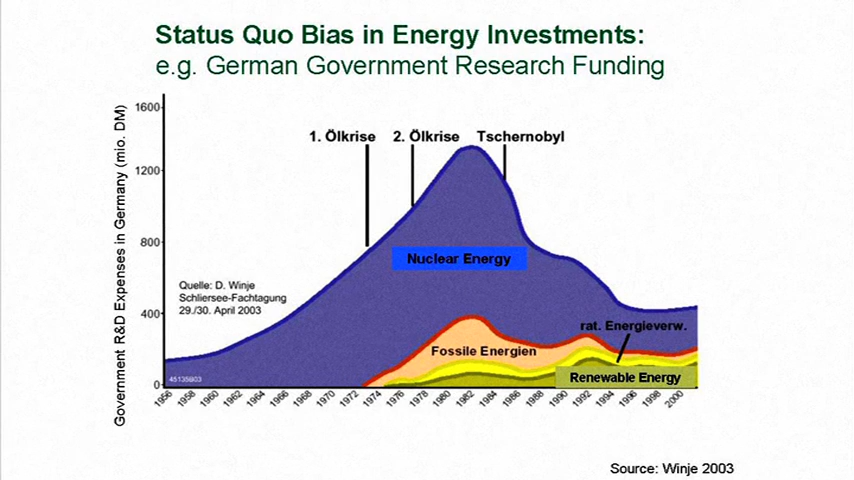 Status Quo Bias in Energy Investments:
e.g. German Government Research Funding
Government R&D Expenses in Germany (mio. DM)
1600
1200
800
400
0
1. Ölkrise
2. Ölkrise
Tschernobyl
Nuclear Energy
Quelle: D. Winje
Schliersee-Fachtagung
29./30. April 2003
rat. Energieverw.
Fossile Energien
Renewable Energy
45135B03
1956 1958 1960 1962 1964 1966 1968 1970 1972 1974 1976 1978 1980 1982 1984 1986 1988 1990 1992 1994 1996 1998 2000
Source: Winje 2003